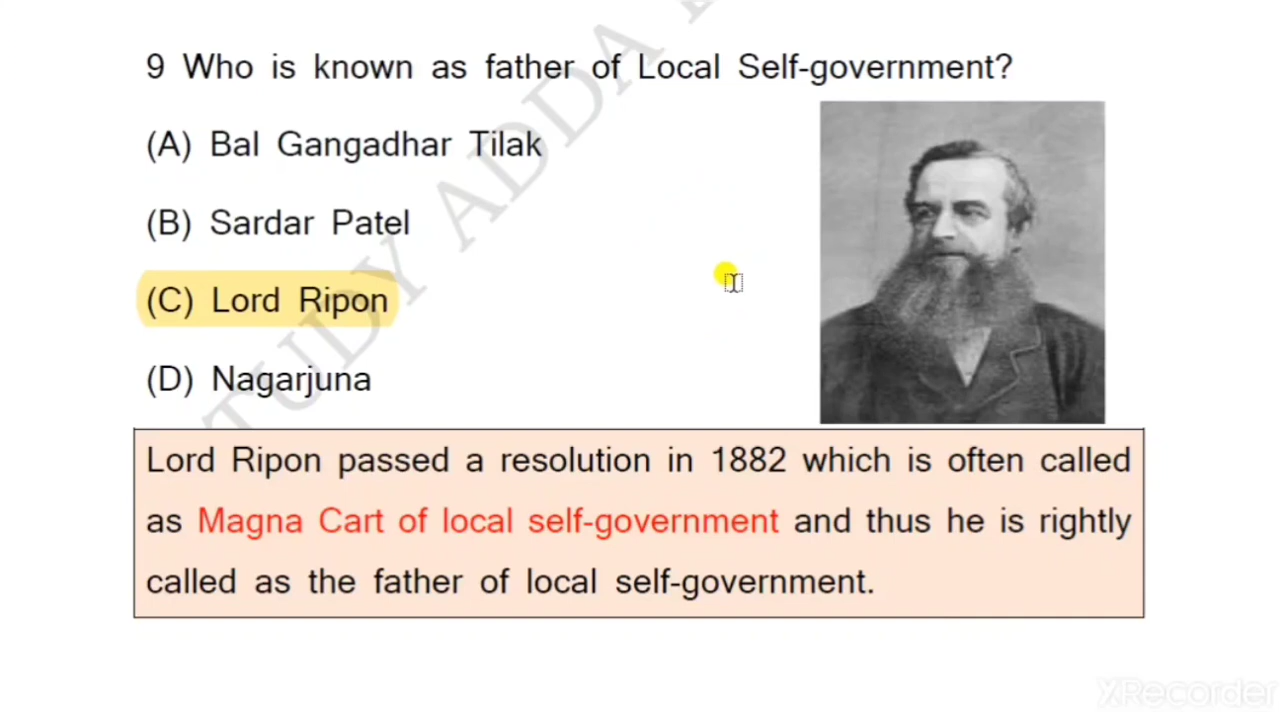 9 Who is known as father of Local Self-government?
(A) Bal Gangadhar Tilak
(B) Sardar Patel
(C) Lord Ripon
(D) Nagarjuna
Lord Ripon passed a resolution in 1882 which is often called
as Magna Cart of local self-government and thus he is rightly
called as the father of local self-government.
TUDY ADDA
XRecorder